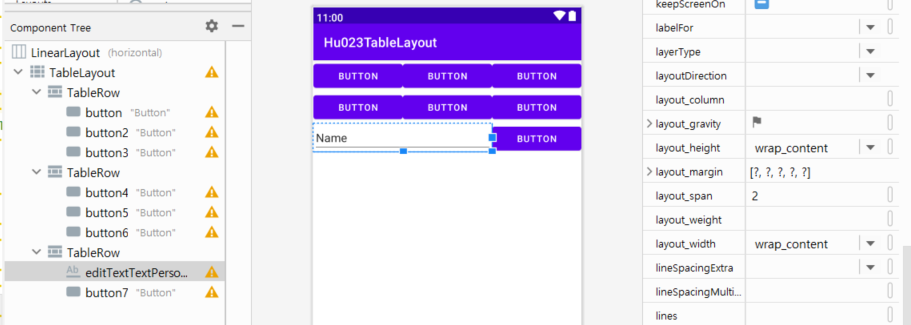 Component Tree
LinearLayout (horizontal)
TableLayout
TableRow
button "Button"
button2 "Button"
button3 "Button"
TableRow
button4 "Button"
button5 "Button"
button6 "Button"
TableRow
Ab editTextTextPerso...
button7 "Button"
11:00
Hu023TableLayout
BUTTON BUTTON BUTTON
BUTTON BUTTON BUTTON
Name BUTTON
keepScreenOn
labelFor
layerType
layoutDirection
layout_column
layout_gravity
layout_height wrap_content
layout_margin [?, ?, ?, ?, ?]
layout_span 2
layout_weight
layout_width wrap_content
lineSpacingExtra
lineSpacingMulti...
lines